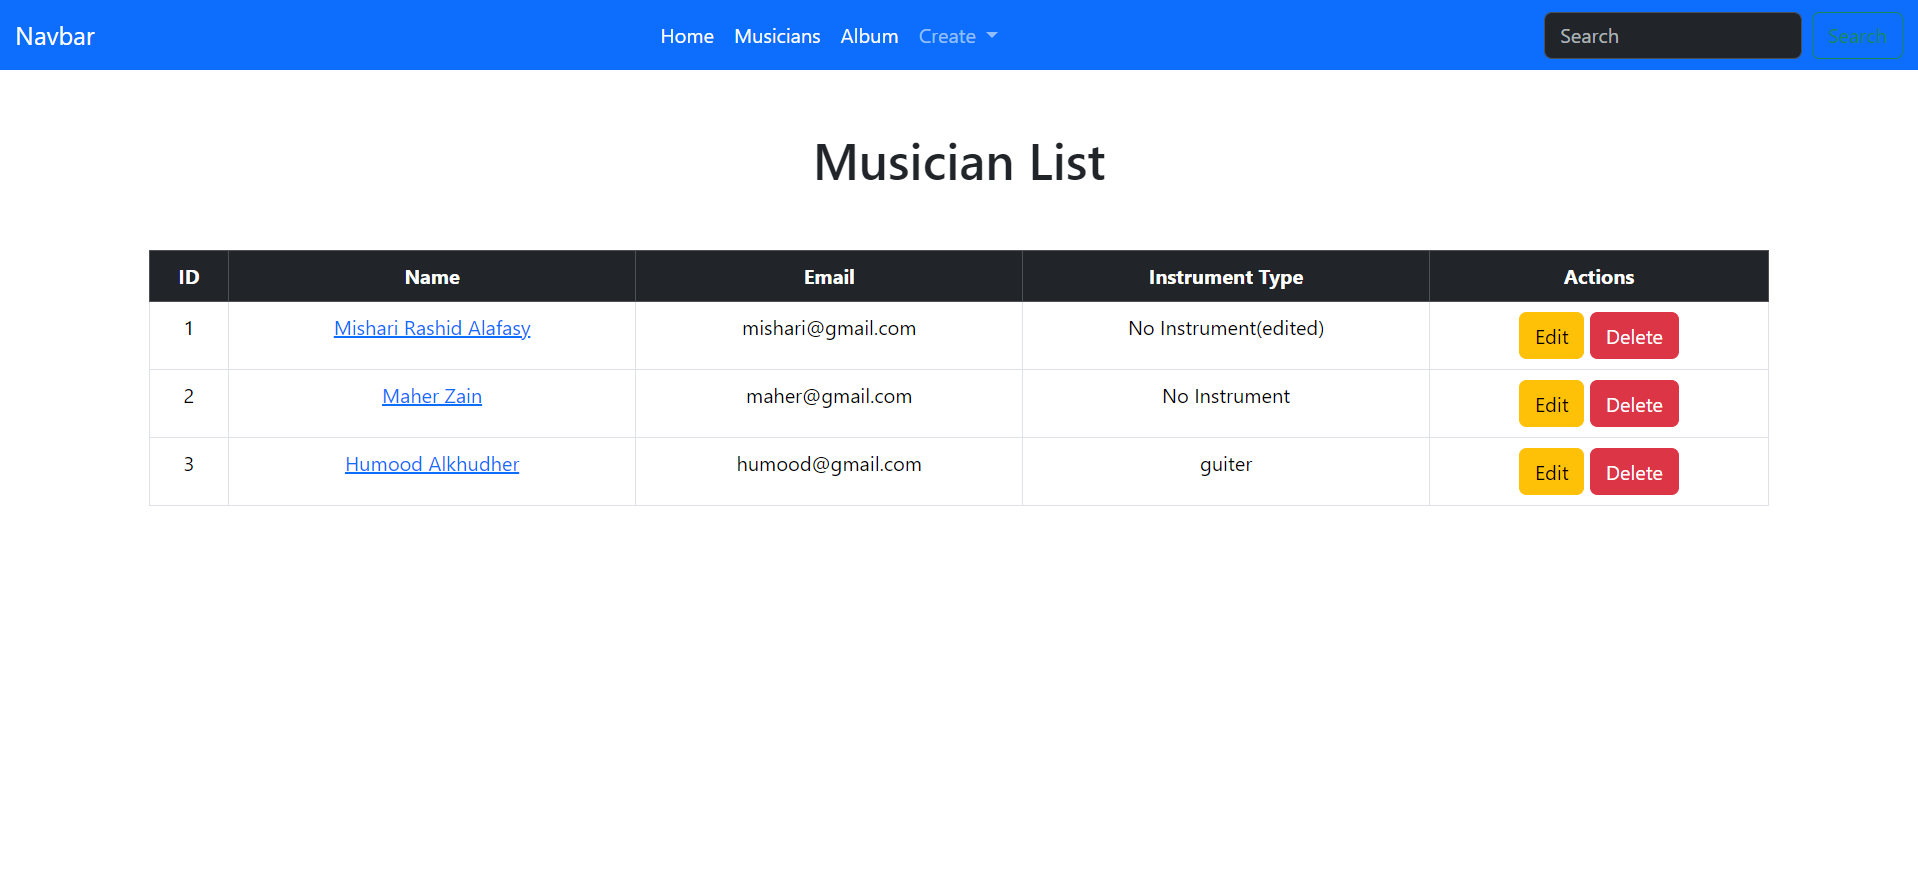 Navbar Home Musicians Album Create Search Search
Musician List
ID Name Email Instrument Type Actions
1 Mishari Rashid Alafasy mishari@gmail.com No Instrument(edited) Edit Delete
2 Maher Zain maher@gmail.com No Instrument Edit Delete
3 Humood Alkhudher humood@gmail.com guiter Edit Delete